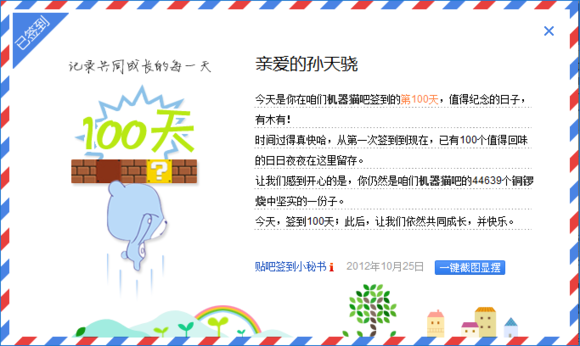 已签到
记录共同成长的每一天
100天
?
亲爱的孙天骁
今天是你在咱们机器猫吧签到的第100天，值得纪念的日子，
有木有！
时间过得真快哈，从第一次签到到现在，已有100个值得回味
的日日夜夜在这里留存。
让我们感到开心的是，你仍然是咱们机器猫吧的44639个铜锣
烧中坚实的一份子。
今天，签到100天；此后，让我们依然共同成长，并快乐。
贴吧签到小秘书 2012年10月25日 一键截图显摆